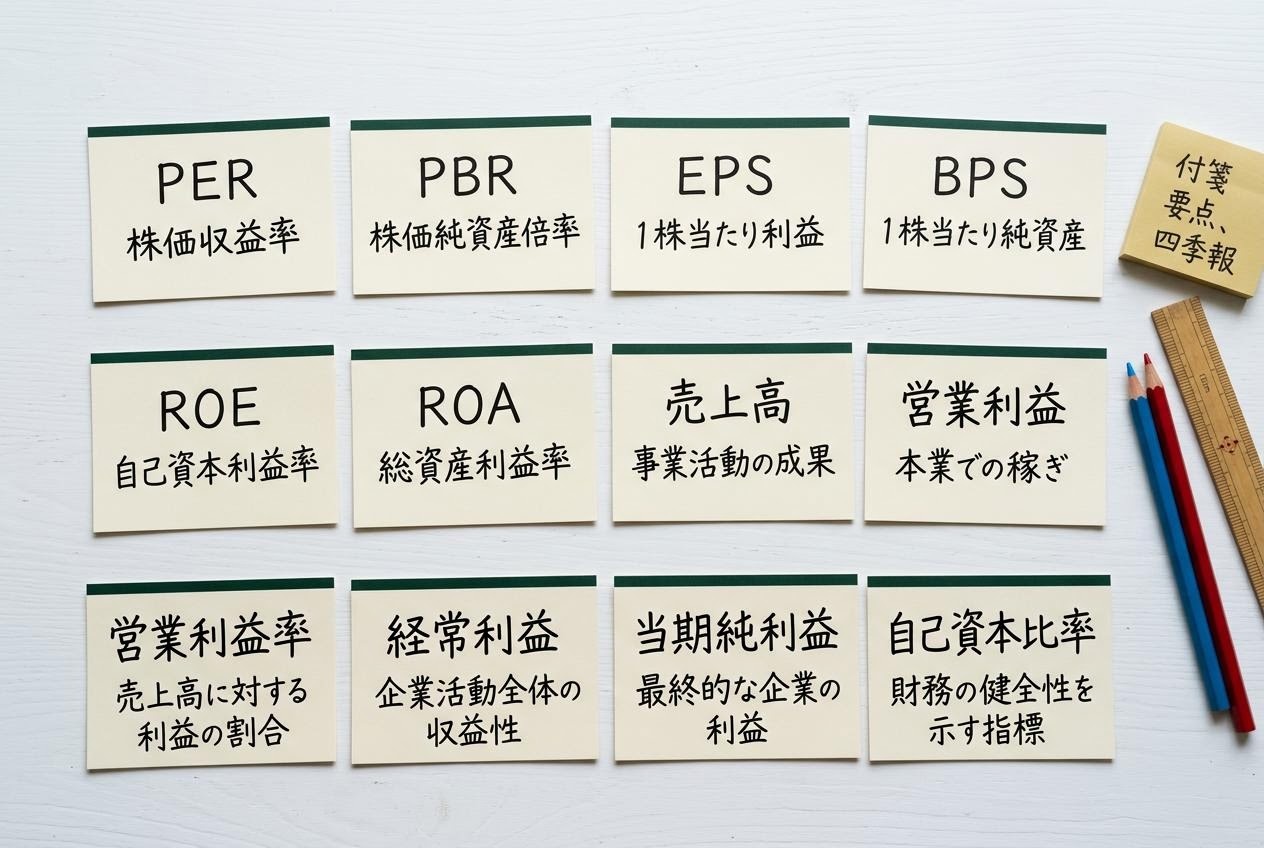 PER
株価収益率
PBR
株価純資産倍率
EPS
1株当たり利益
BPS
1株当たり純資産
付箋
要点、
四季報
ROE
自己資本利益率
ROA
総資産利益率
売上高
事業活動の成果
営業利益
本業での稼ぎ
営業利益率
売上高に対する
利益の割合
経常利益
企業活動全体の
収益性
当期純利益
最終的な企業の
利益
自己資本比率
財務の健全性を
示す指標